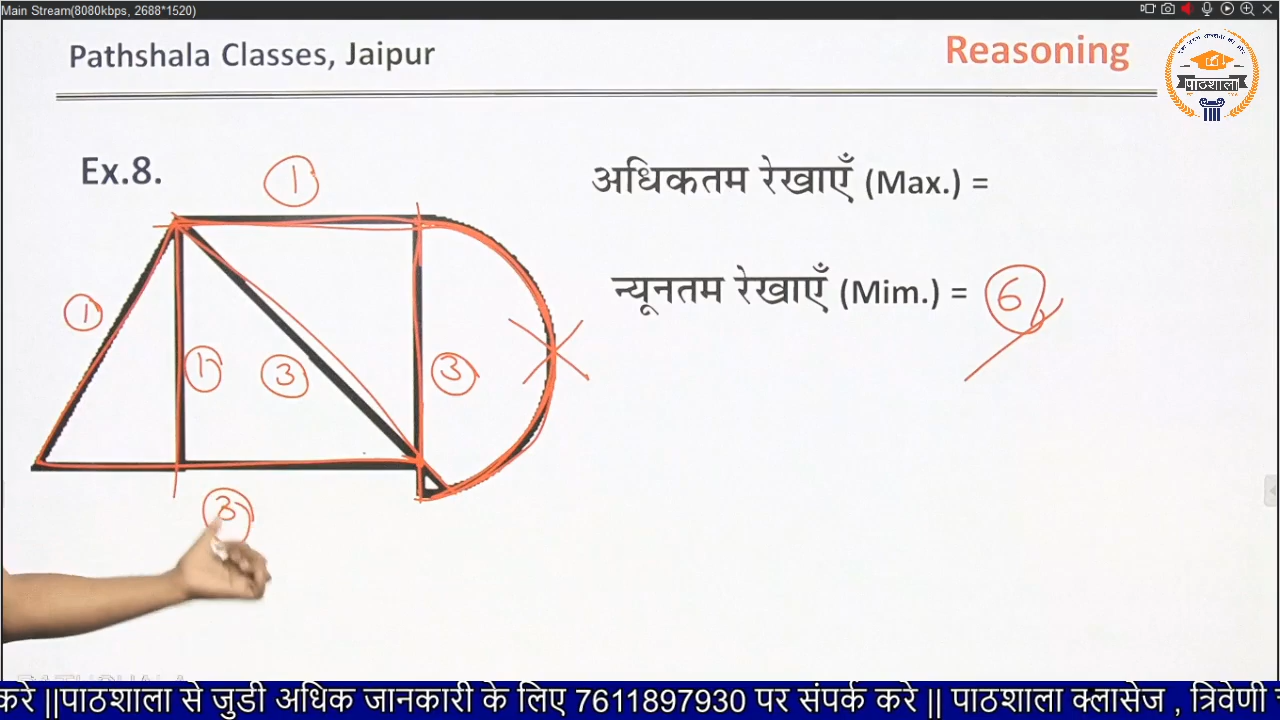 Main Stream(8080kbps, 2688*1520)
Pathshala Classes, Jaipur
Reasoning
पाठशाला
Ex.8.
1
अधिकतम रेखाएँ (Max.) =
न्यूनतम रेखाएँ (Mim.) = 6
1
1
3
3
3
करे ||पाठशाला से जुडी अधिक जानकारी के लिए 7611897930 पर संपर्क करे || पाठशाला क्लासेज , त्रिवेणी